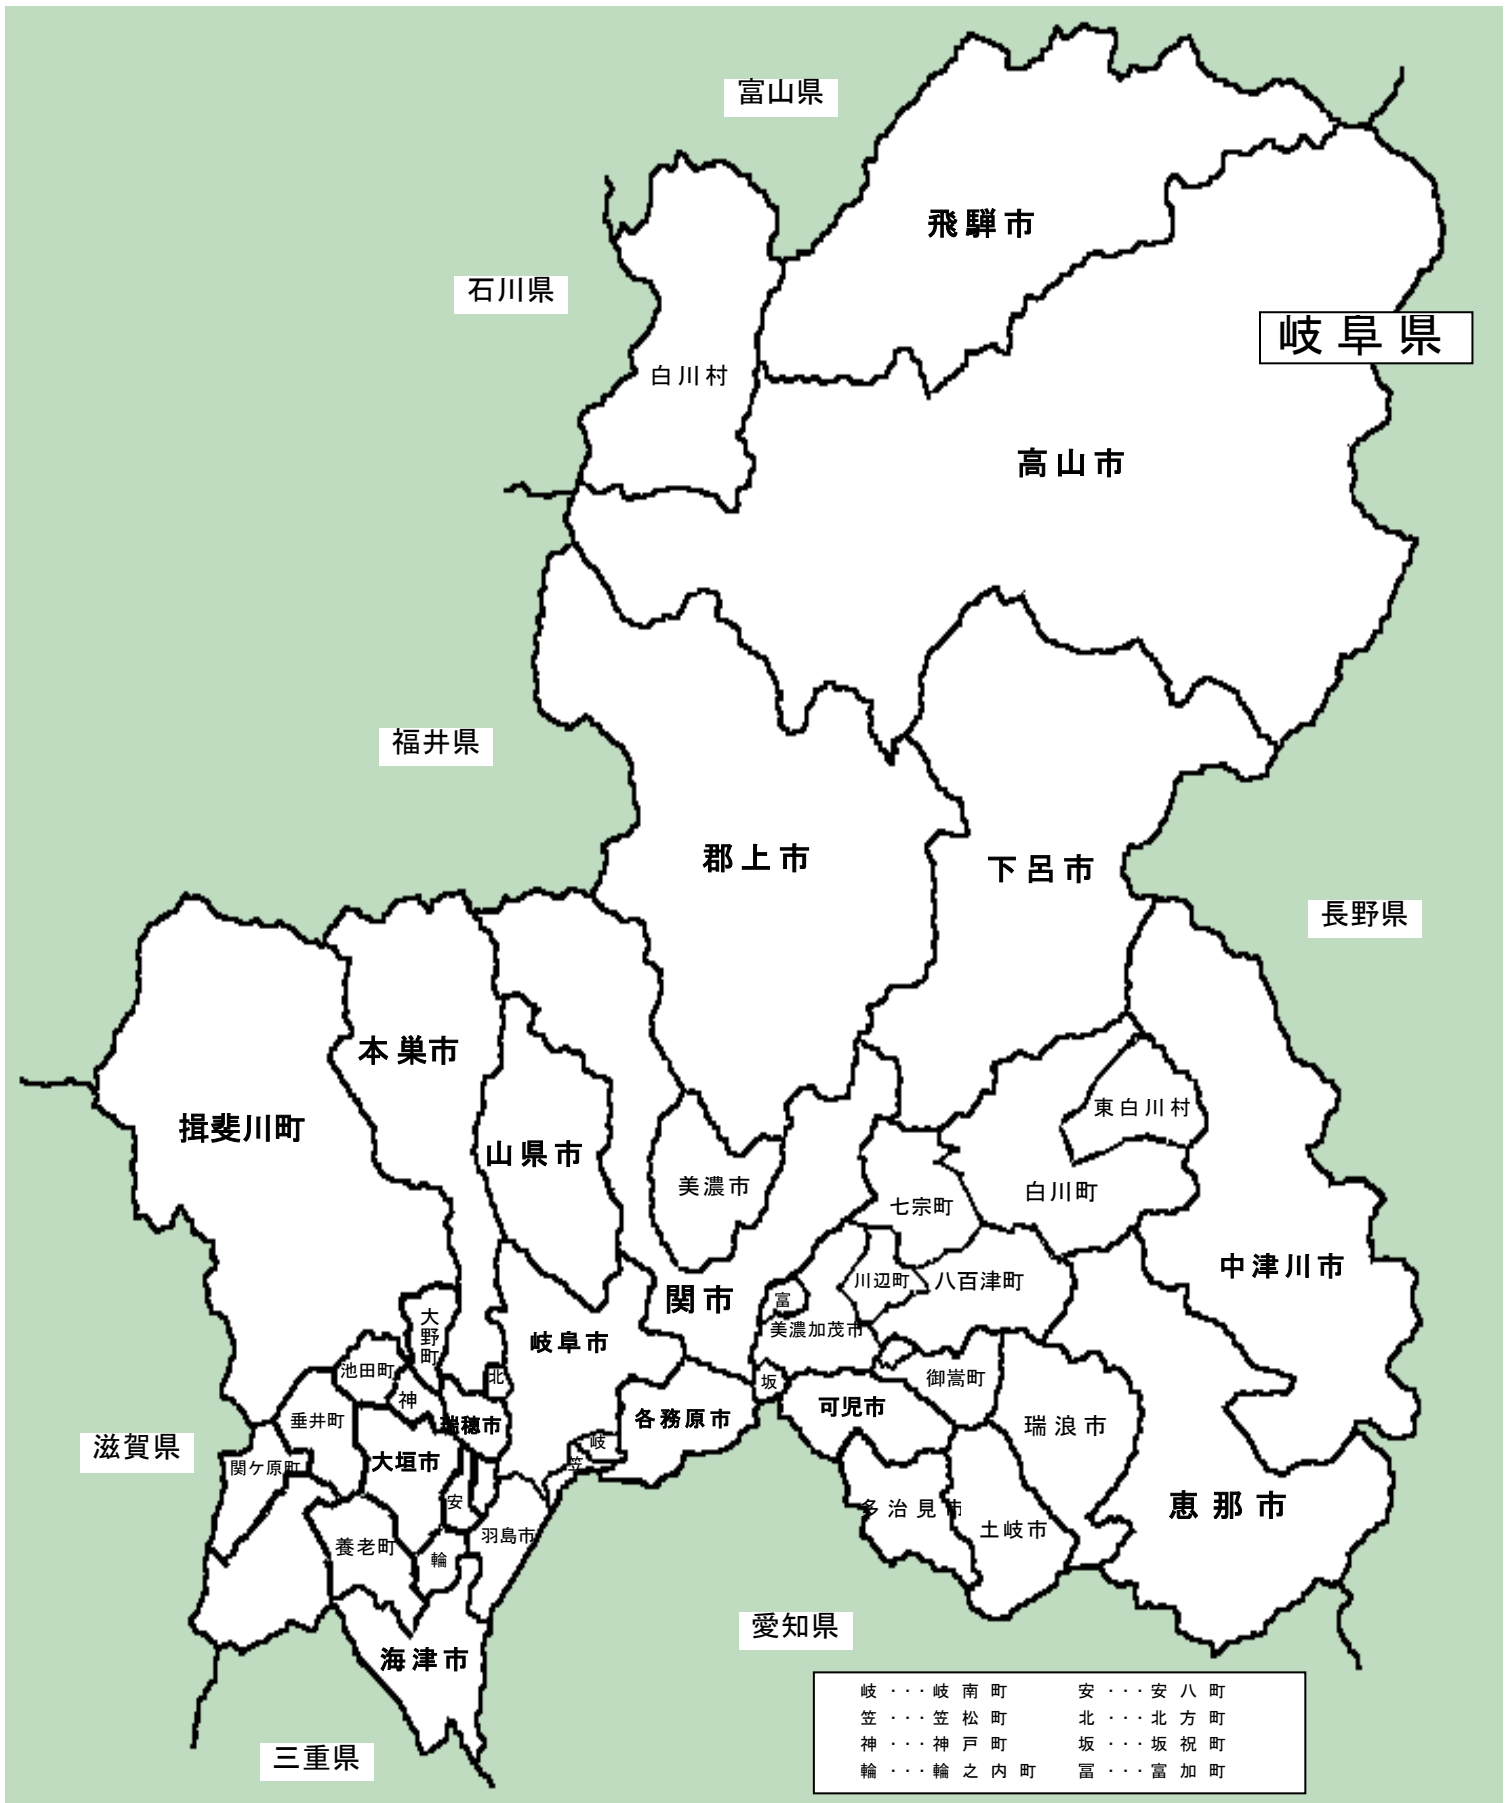 富山県
飛騨市
石川県
岐阜県
白川村
高山市
福井県
郡上市
下呂市
長野県
本巣市
揖斐川町
東白川村
山県市
美濃市
白川町
七宗町
中津川市
川辺町
八百津町
関市
富
大野町
美濃加茂市
岐阜市
池田町
北
坂
御嵩町
神
可児市
垂井町
瑞穂市
各務原市
瑞浪市
滋賀県
岐
大垣市
笠
関ケ原町
安
多治見市
恵那市
土岐市
羽島市
養老町
輪
愛知県
海津市
三重県
岐・・・岐南町 安・・・安八町
笠・・・笠松町 北・・・北方町
神・・・神戸町 坂・・・坂祝町
輪・・・輪之内町 冨・・・富加町